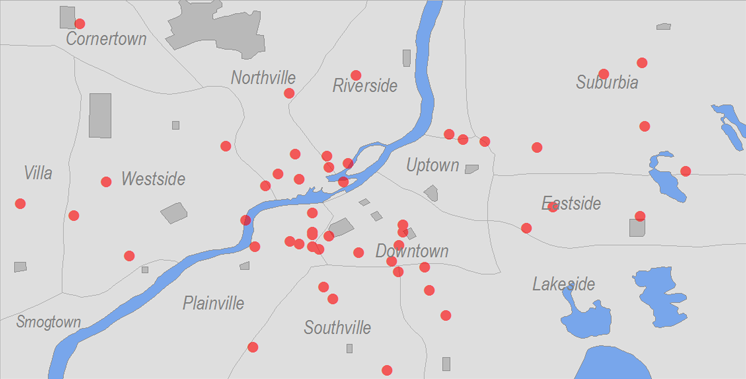 Cornertown
Northville
Riverside
Suburbia
Villa
Westside
Uptown
Eastside
Downtown
Lakeside
Plainville
Smogtown
Southville